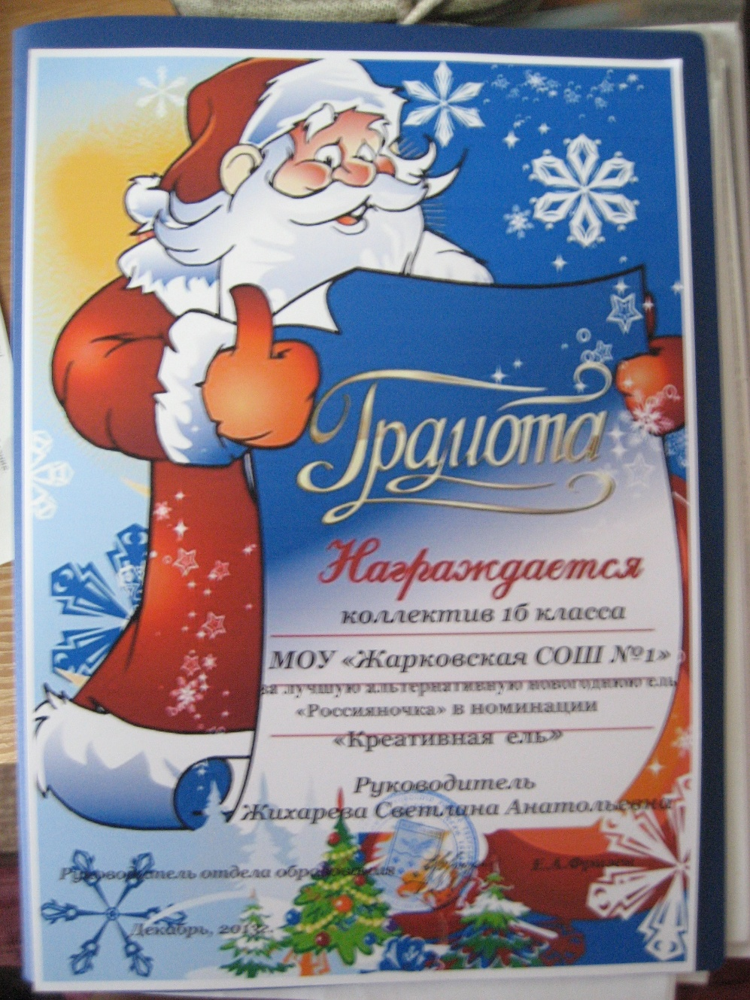 Грамота
Награждается
коллектив 1б класса
МОУ «Жарковская СОШ №1»
за лучшую альтернативную новогоднюю ель
«Россияночка» в номинации
«Креативная ель»
Руководитель
Жихарева Светлана Анатольевна
Руководитель отдела образования
Е.А.
Декабрь, 2013г.